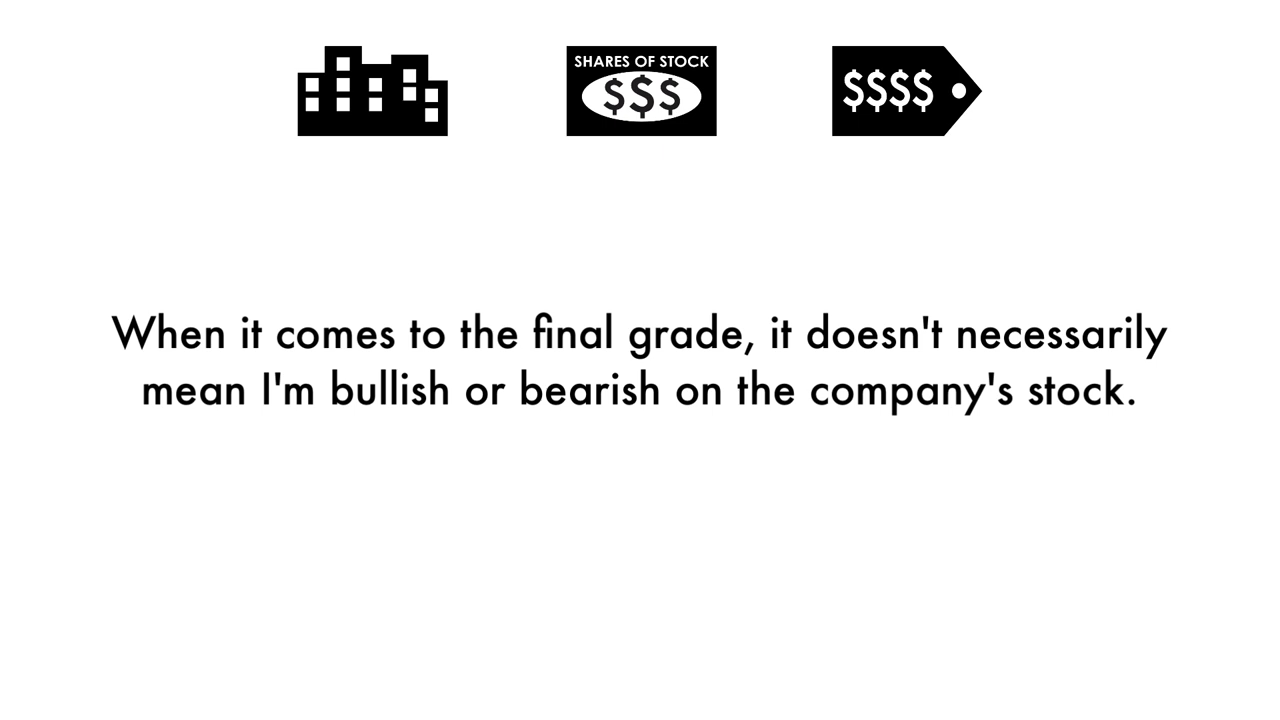 SHARES OF STOCK
$$$
$$$$
When it comes to the final grade, it doesn't necessarily
mean I'm bullish or bearish on the company's stock.